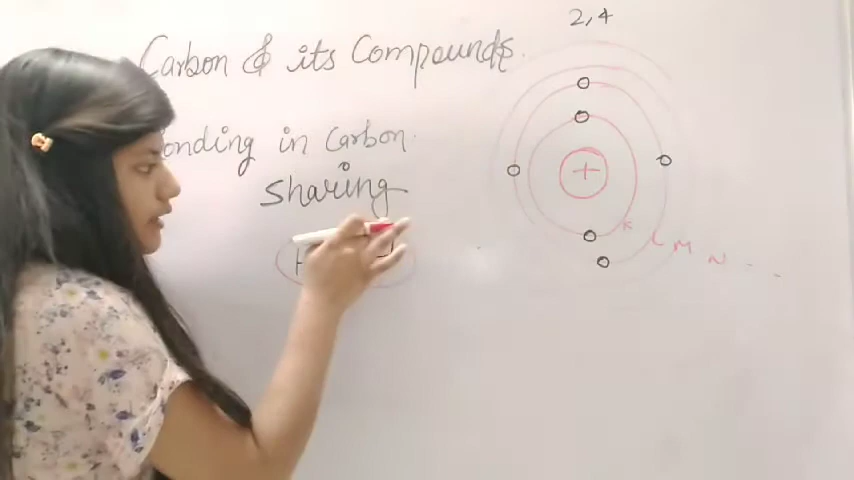 Carbon & its Compounds.
onding in Carbon.
Sharing
H
2, 4
+
K L M N - - -